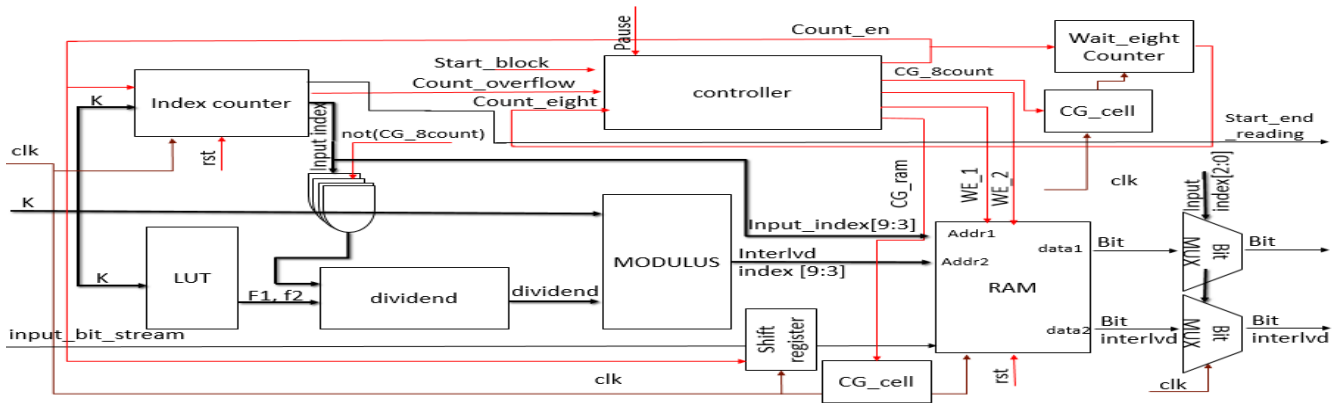 Pause
Count_en
Wait_eight
Counter
Start_block
Count_overflow
Count_eight
controller
CG_8count
CG_cell
K
Index counter
Input index
not(CG_8count)
Start_end
_reading
clk
rst
clk
CG_ram
WE_1
WE_2
Input
index[2:0]
K
Input_index[9:3]
Addr1
Addr2
data1
Bit
Bit
MUX
Bit
K
LUT
F1, f2
dividend
dividend
MODULUS
Interlvd
index [9:3]
RAM
input_bit_stream
Shift
register
data2
Bit
interlvd
Bit
MUX
Bit
interlvd
clk
CG_cell
rst
clk